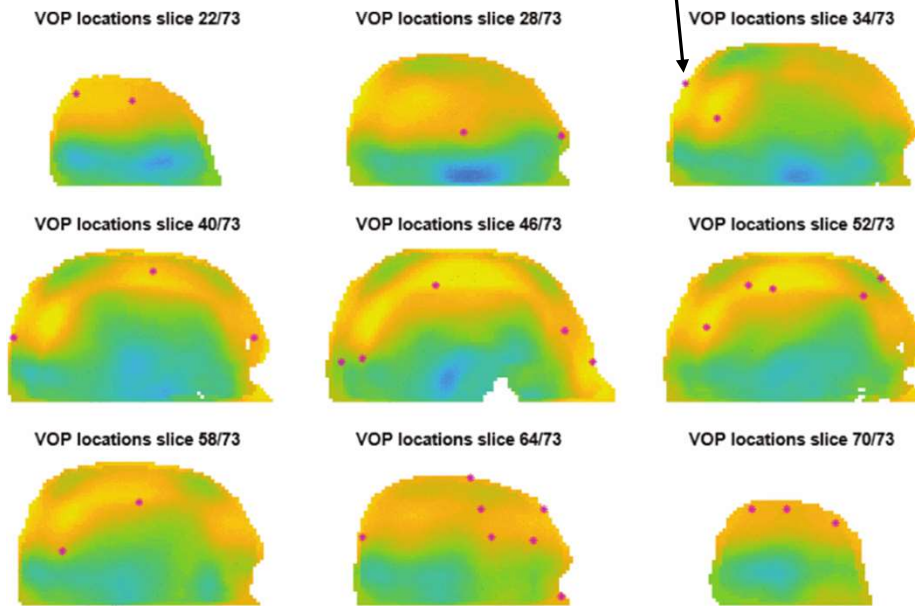 VOP locations slice 22/73
VOP locations slice 28/73
VOP locations slice 34/73
VOP locations slice 40/73
VOP locations slice 46/73
VOP locations slice 52/73
VOP locations slice 58/73
VOP locations slice 64/73
VOP locations slice 70/73